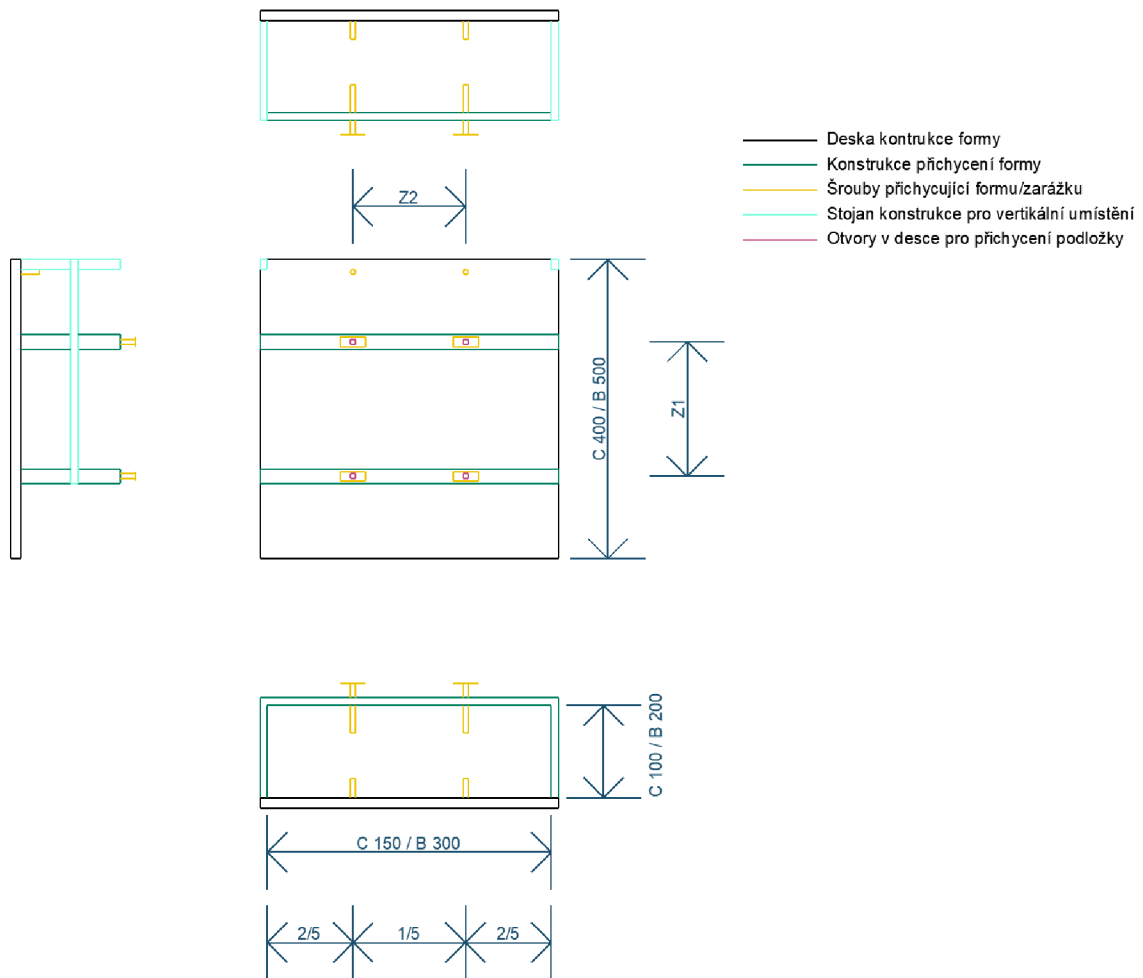 Deska kontrukce formy
Konstrukce přichycení formy
Šrouby přichycující formu/zarážku
Stojan konstrukce pro vertikální umístění
Otvory v desce pro přichycení podložky
Z2
C 400 / B 500
Z1
C 100 / B 200
C 150 / B 300
2/5
1/5
2/5